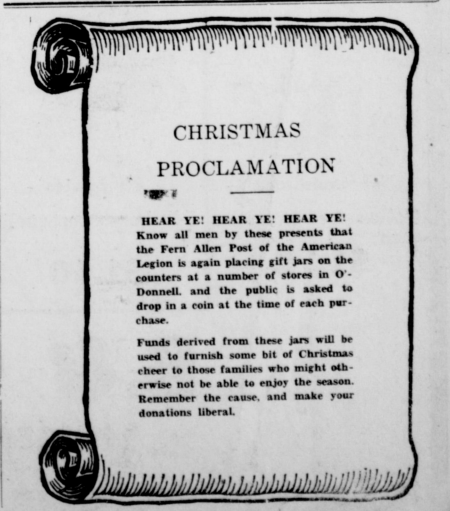 CHRISTMAS
PROCLAMATION
HEAR YE! HEAR YE! HEAR YE!
Know all men by these presents that
the Fern Allen Post of the American
Legion is again placing gift jars on the
counters at a number of stores in O'-
Donnell, and the public is asked to
drop in a coin at the time of each pur-
chase.
Funds derived from these jars will be
used to furnish some bit of Christmas
cheer to those families who might oth-
erwise not be able to enjoy the season.
Remember the cause, and make your
donations liberal.